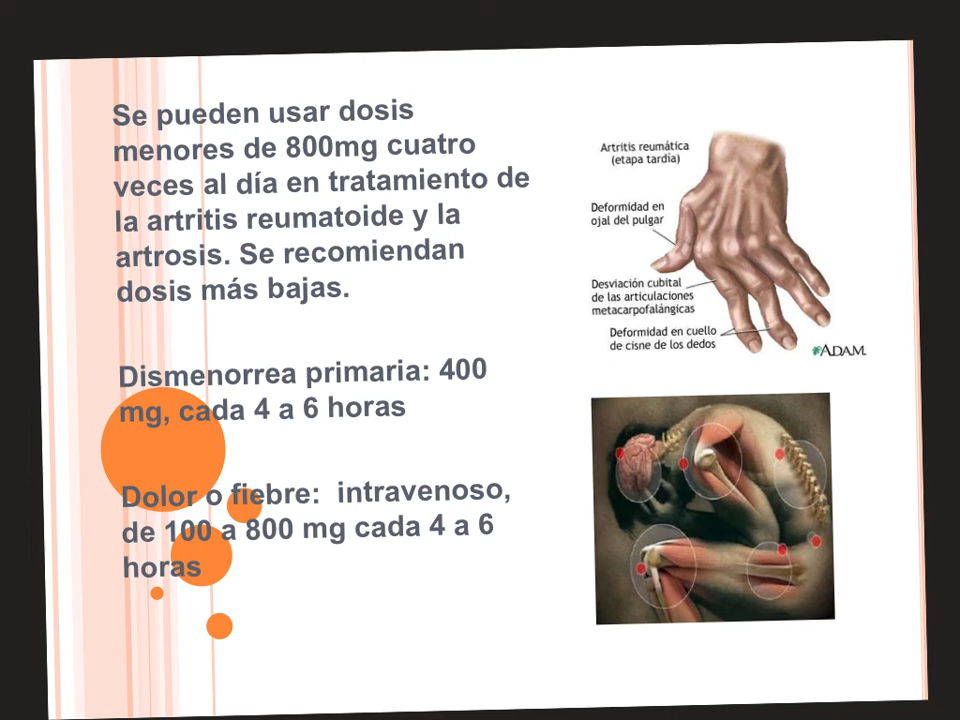 Se pueden usar dosis
menores de 800mg cuatro
veces al día en tratamiento de
la artritis reumatoide y la
artrosis. Se recomiendan
dosis más bajas.
Dismenorrea primaria: 400
mg, cada 4 a 6 horas
Dolor o fiebre: intravenoso,
de 100 a 800 mg cada 4 a 6
horas
Artritis reumática
(etapa tardía)
Deformidad en
ojal del pulgar
Desviación cubital
de las articulaciones
metacarpofalángicas
Deformidad en cuello
de cisne de los dedos
ADAM.